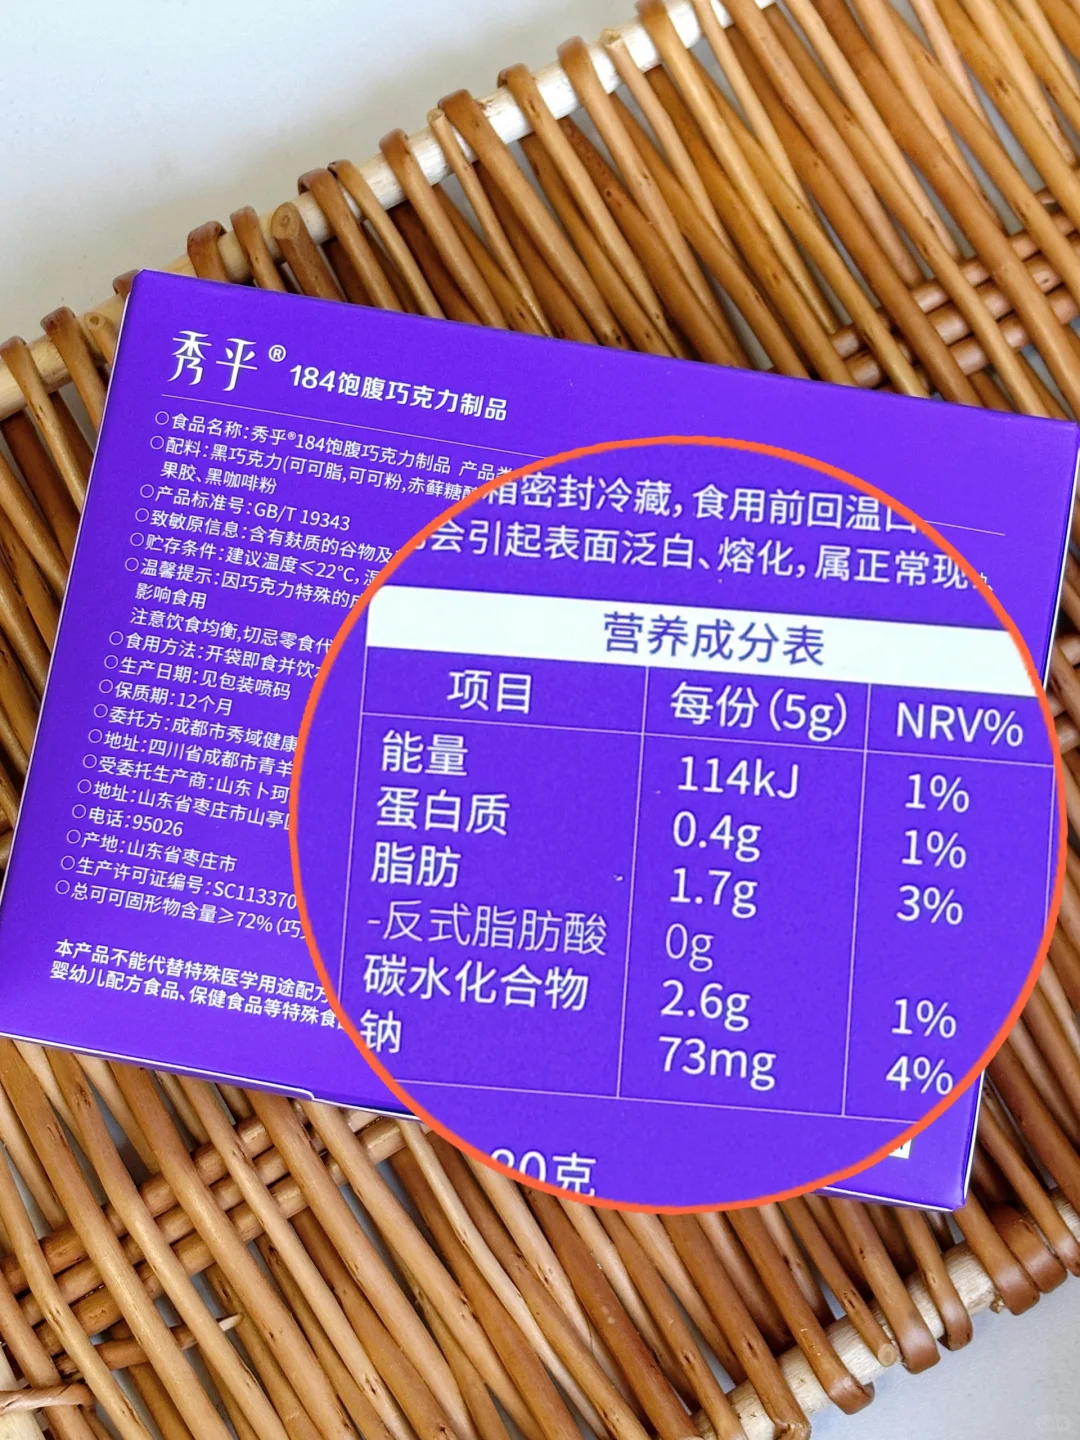 秀乎® 184饱腹巧克力制品
○食品名称：秀乎®184饱腹巧克力制品 产品类
○配料：黑巧克力(可可脂,可可粉,赤藓糖醇
果胶、黑咖啡粉
○产品标准号：GB/T 19343
○致敏原信息：含有麸质的谷物及
○贮存条件：建议温度≤22℃，湿
○温馨提示：因巧克力特殊的成
影响食用
注意饮食均衡,切忌零食代
○食用方法：开袋即食并饮水
○生产日期：见包装喷码
○保质期：12个月
○委托方：成都市秀域健康
○地址：四川省成都市青羊
○受委托生产商：山东卜珂
○地址：山东省枣庄市山亭区
○电话：95026
○产地：山东省枣庄市
○生产许可证编号：SC113370
○总可可固形物含量≥72%(巧
本产品不能代替特殊医学用途配方
婴幼儿配方食品、保健食品等特殊食
箱密封冷藏，食用前回温口
会引起表面泛白、熔化，属正常现
营养成分表
项目 每份(5g) NRV%
能量 114kJ 1%
蛋白质 0.4g 1%
脂肪 1.7g 3%
-反式脂肪酸 0g
碳水化合物 2.6g 1%
钠 73mg 4%
80克